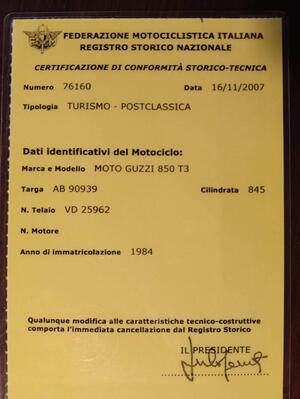 FEDERAZIONE MOTOCICLISTICA ITALIANA
REGISTRO STORICO NAZIONALE
CERTIFICAZIONE DI CONFORMITÀ STORICO-TECNICA
Numero 76160 Data 16/11/2007
Tipologia TURISMO - POSTCLASSICA
Dati identificativi del Motociclo:
Marca e Modello MOTO GUZZI 850 T3
Targa AB 90939 Cilindrata 845
N. Telaio VD 25962
N. Motore
Anno di immatricolazione 1984
Qualunque modifica alle caratteristiche tecnico-costruttive
comporta l'immediata cancellazione dal Registro Storico
IL PRESIDENTE